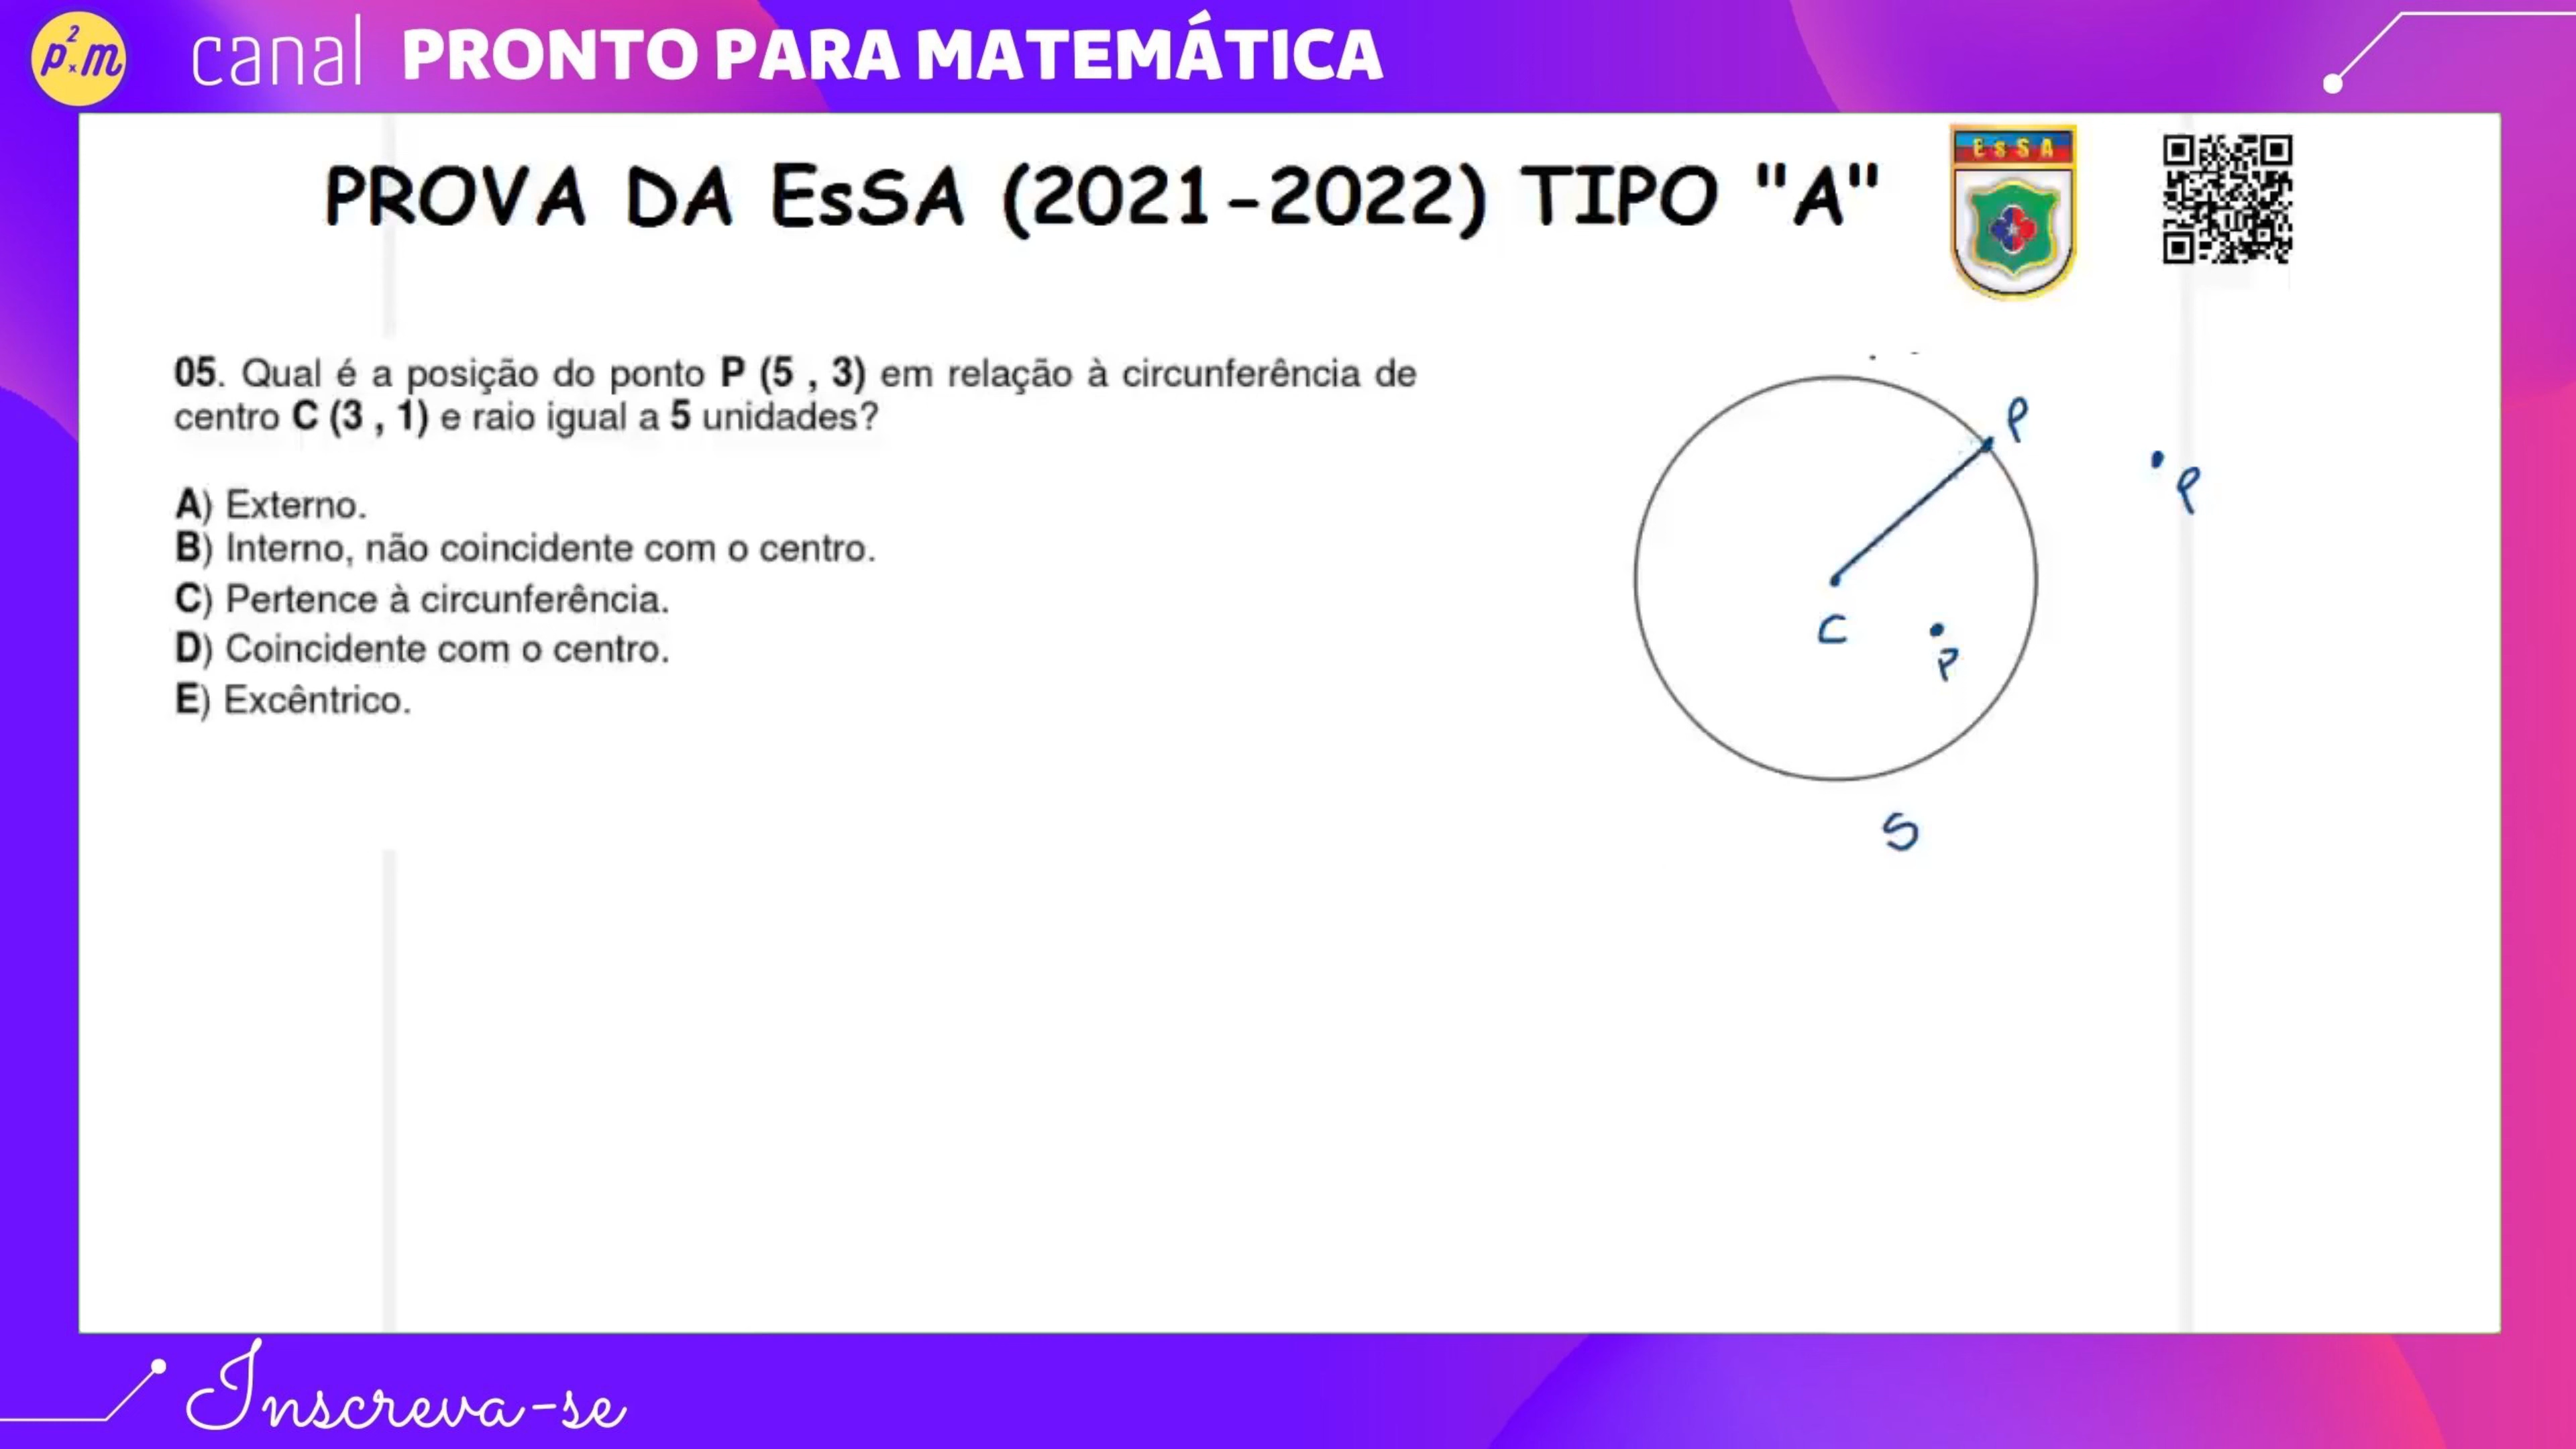 p²xm canal PRONTO PARA MATEMÁTICA
PROVA DA EsSA (2021-2022) TIPO "A"
EsSA
05. Qual é a posição do ponto P (5 , 3) em relação à circunferência de
centro C (3 , 1) e raio igual a 5 unidades?
A) Externo.
B) Interno, não coincidente com o centro.
C) Pertence à circunferência.
D) Coincidente com o centro.
E) Excêntrico.
P
P
C
P
5
Inscreva-se